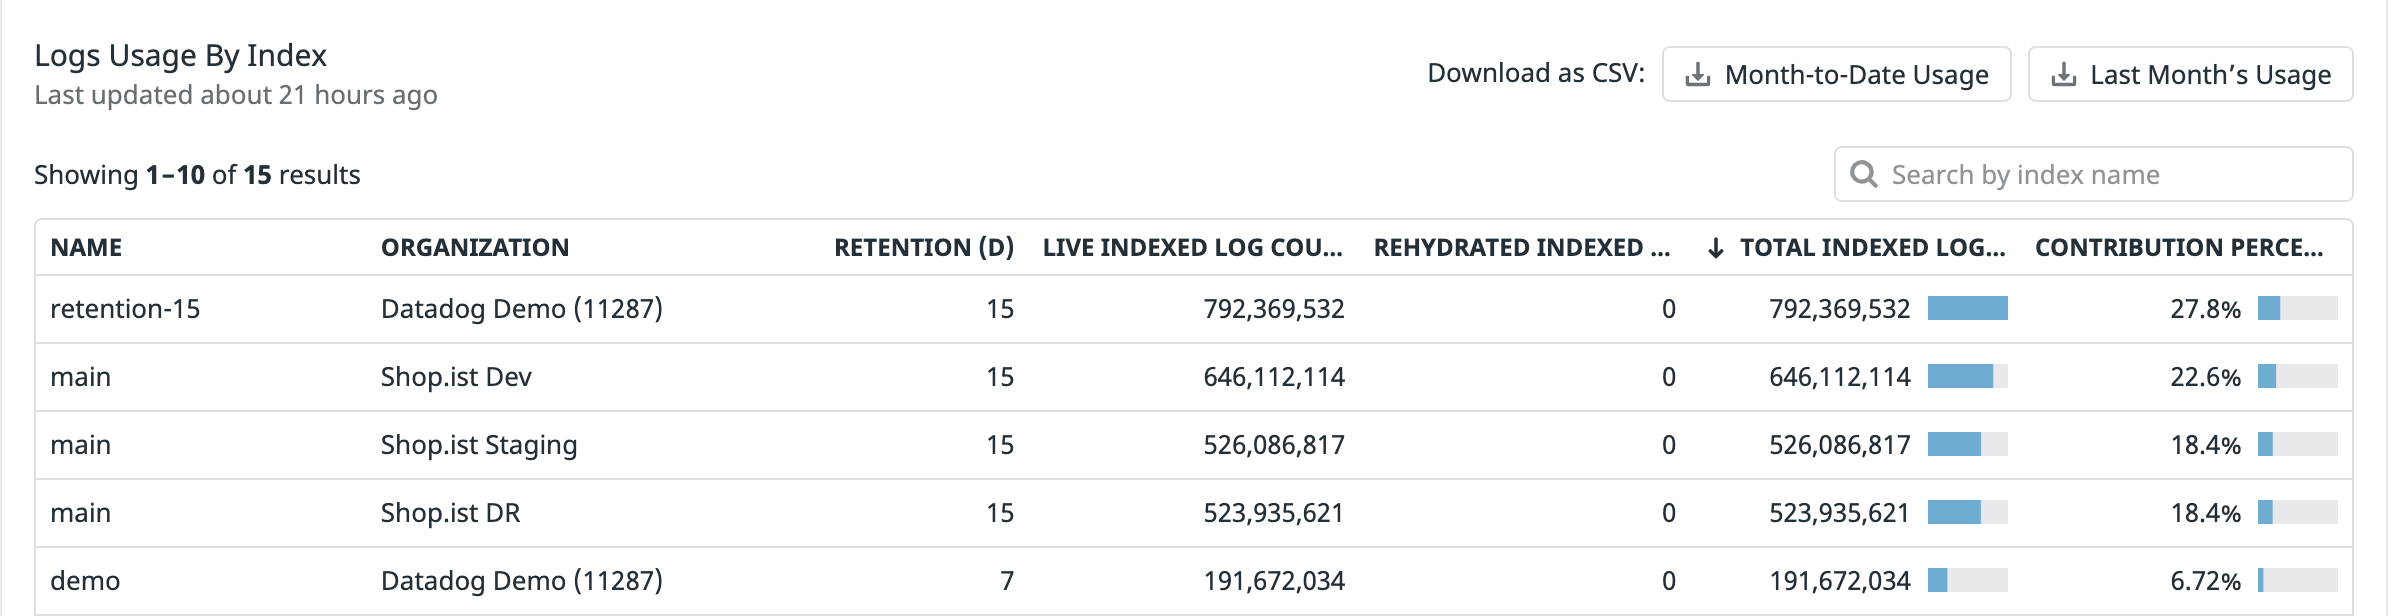 Logs Usage By Index
Last updated about 21 hours ago
Download as CSV: Month-to-Date Usage Last Month’s Usage
Showing 1–10 of 15 results
Search by index name
NAME ORGANIZATION RETENTION (D) LIVE INDEXED LOG COU... REHYDRATED INDEXED ... ↓ TOTAL INDEXED LOG... CONTRIBUTION PERCE...
retention-15 Datadog Demo (11287) 15 792,369,532 0 792,369,532 27.8%
main Shop.ist Dev 15 646,112,114 0 646,112,114 22.6%
main Shop.ist Staging 15 526,086,817 0 526,086,817 18.4%
main Shop.ist DR 15 523,935,621 0 523,935,621 18.4%
demo Datadog Demo (11287) 7 191,672,034 0 191,672,034 6.72%